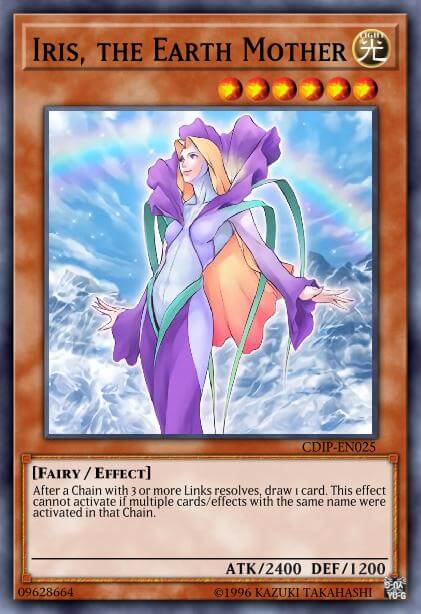 Iris, the Earth Mother
LIGHT
光
CDIP-EN025
[Fairy / Effect]
After a Chain with 3 or more Links resolves, draw 1 card. This effect
cannot activate if multiple cards/effects with the same name were
activated in that Chain.
ATK/2400 DEF/1200
09628664
©1996 KAZUKI TAKAHASHI